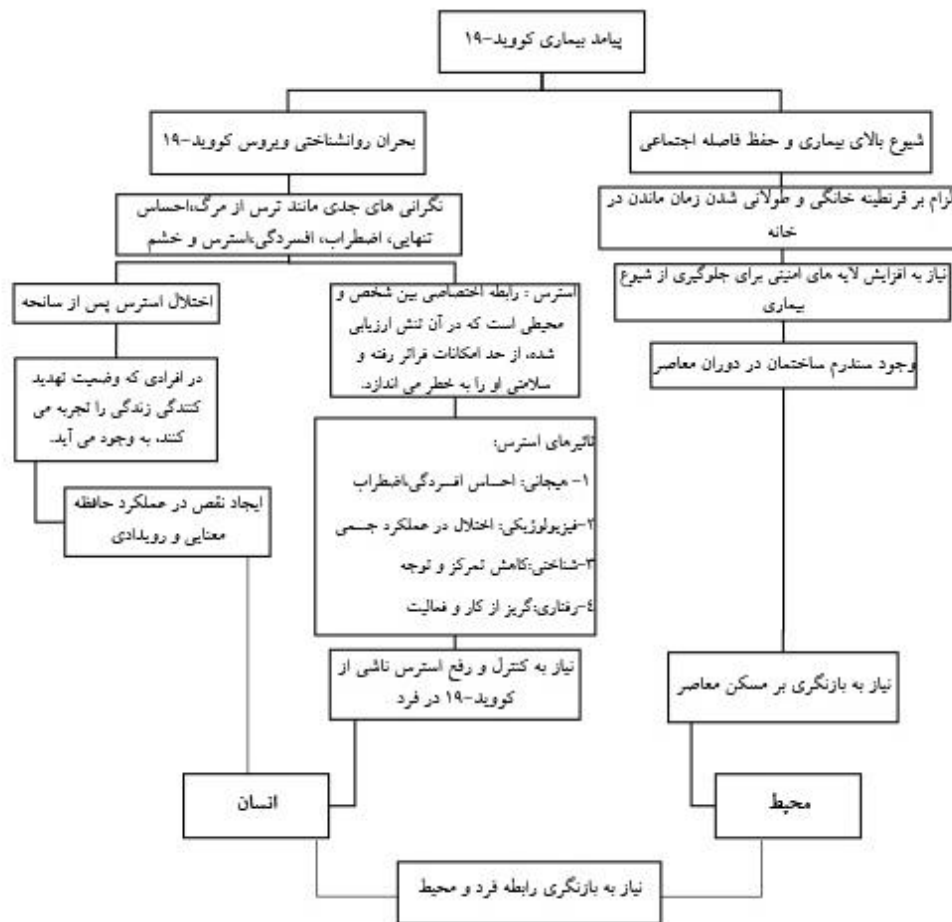 پیامد بیماری کووید-۱۹
شیوع بالای بیماری و حفظ فاصله اجتماعی
بحران روانشناختی ویروس کووید-۱۹
لزام بر قرنطینه خانگی و طولانی شدن زمان ماندن در
خانه
نگرانی های جدی مانند ترس از مرگ،احساس
تنهایی، اضطراب، افسردگی،استرس و خشم
نیاز به افزایش لایه های امنیتی برای جلوگیری از شیوع
بیماری
استرس : رابطه اختصاصی بین شخص و
محیطی است که در آن تنش ارزیابی
شده، از حد امکانات فراتر رفته و
سلامتی او را به خطر می اندازد.
اختلال استرس پس از سانحه
وجود سندرم ساختمان در دوران معاصر
در افرادی که وضعیت تهدید
کنندگی زندگی را تجربه می
کنند، به وجود می آید.
تاثیرهای استرس:
۱- هیجانی: احساس افسردگی،اضطراب
۲-فیزیولوژیکی: اختلال در عملکرد جسمی
۳-شناختی:کاهش تمرکز و توجه
٤-رفتاری:گریز از کار و فعالیت
ایجاد نقص در عملکرد حافظه
معنایی و رویدادی
نیاز به بازنگری بر مسکن معاصر
نیاز به کنترل و رفع استرس ناشی از
کووید-۱۹ در فرد
محیط
انسان
نیاز به بازنگری رابطه فرد و محیط